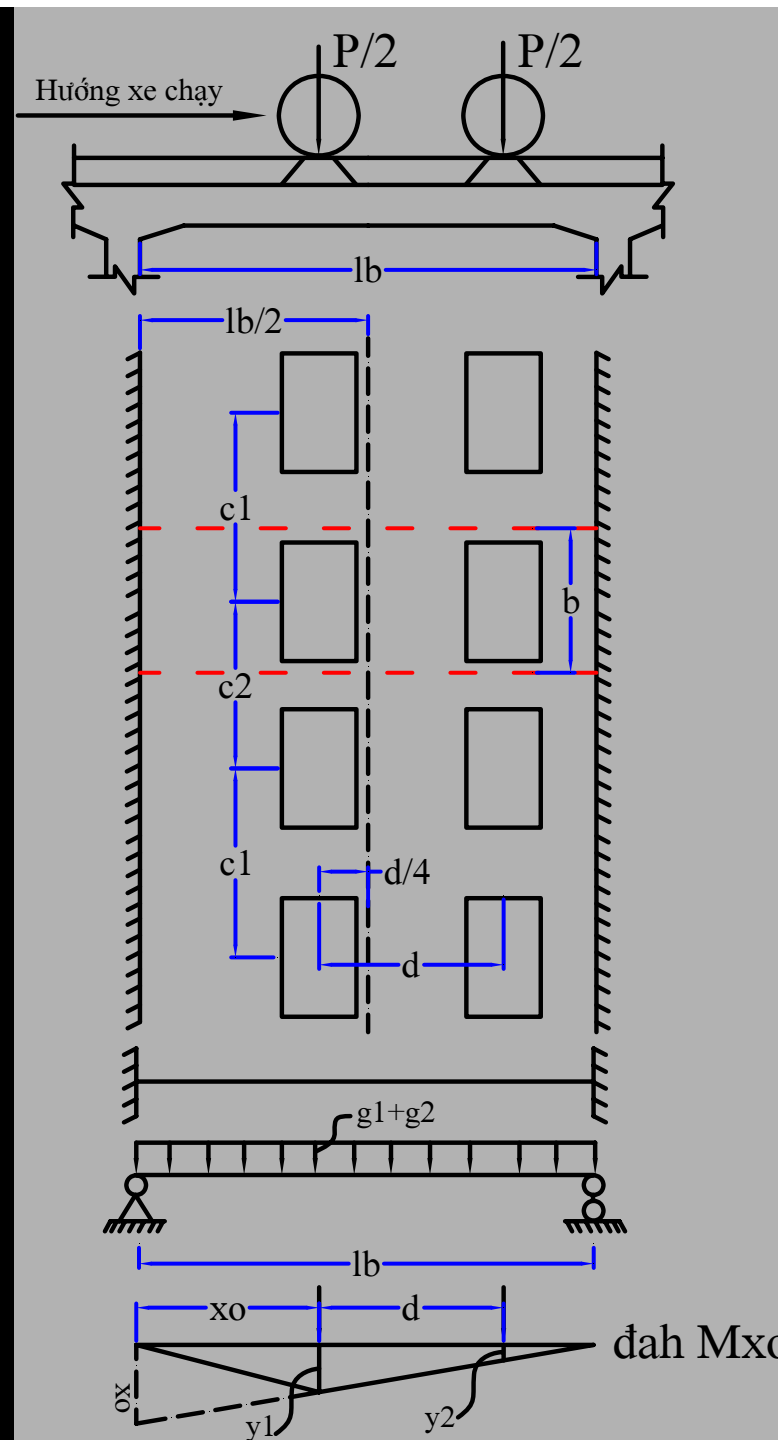 P/2 P/2
Hướng xe chạy
lb
lb/2
c1
b
c2
c1
d/4
d
g1+g2
lb
xo d
đah Mxo
xo
y1 y2